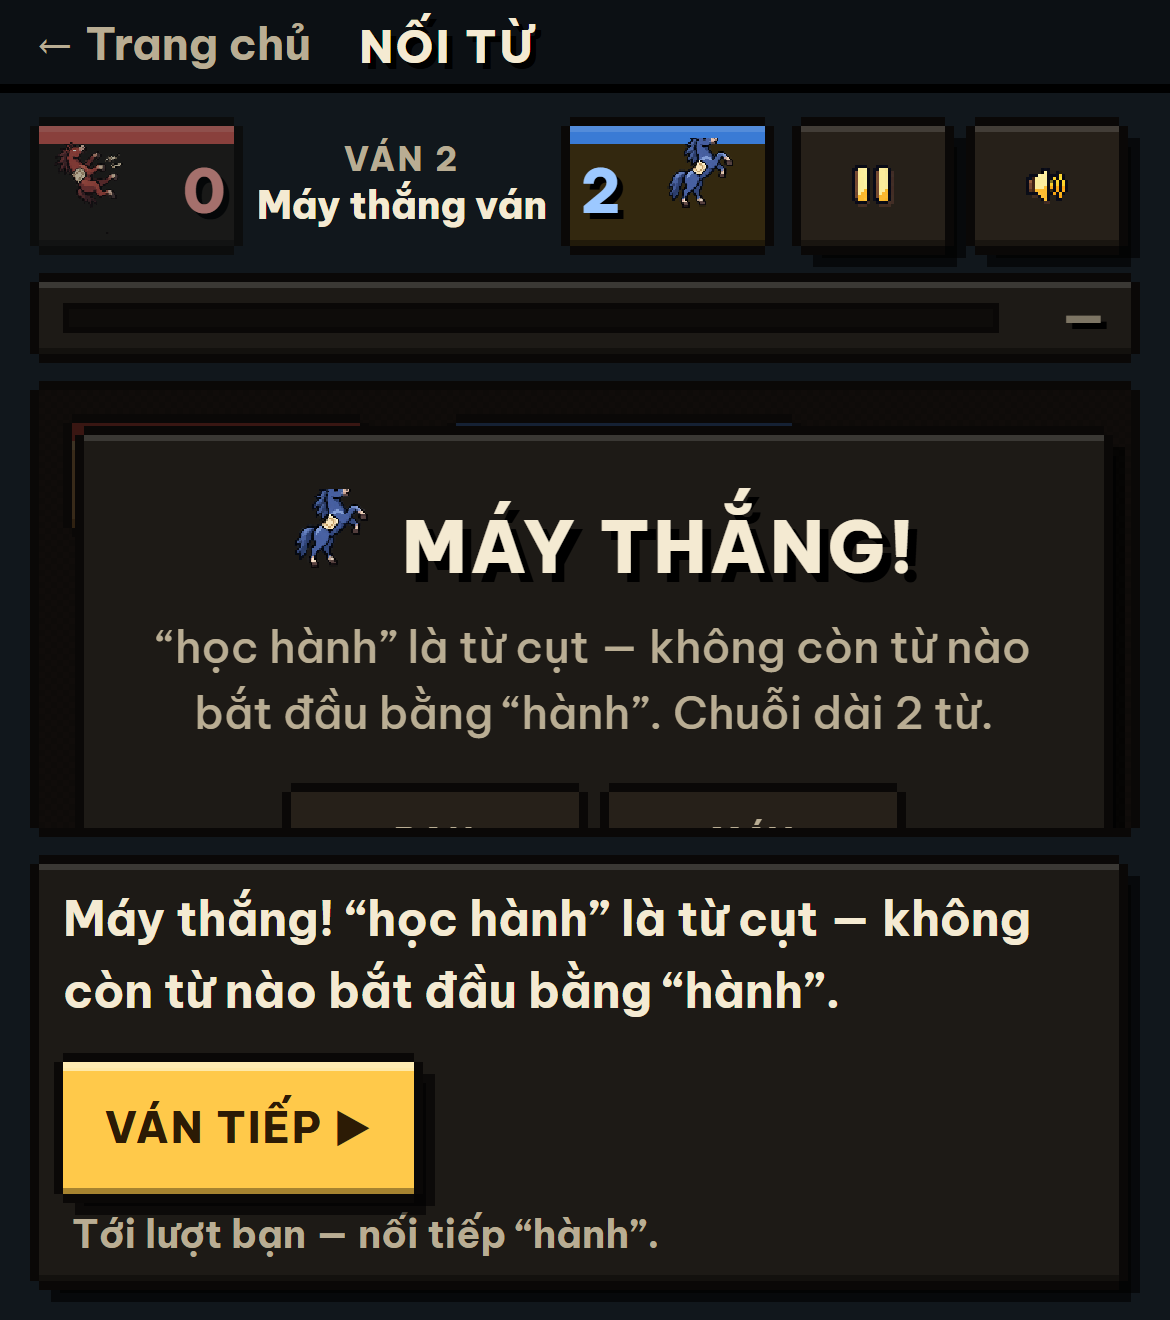 ← Trang chủ NỐI TỪ
0
VÁN 2
Máy thắng ván
2
–
MÁY THẮNG!
“học hành” là từ cụt – không còn từ nào
bắt đầu bằng “hành”. Chuỗi dài 2 từ.
Máy thắng! “học hành” là từ cụt – không
còn từ nào bắt đầu bằng “hành”.
VÁN TIẾP ▶
Tới lượt bạn – nối tiếp “hành”.